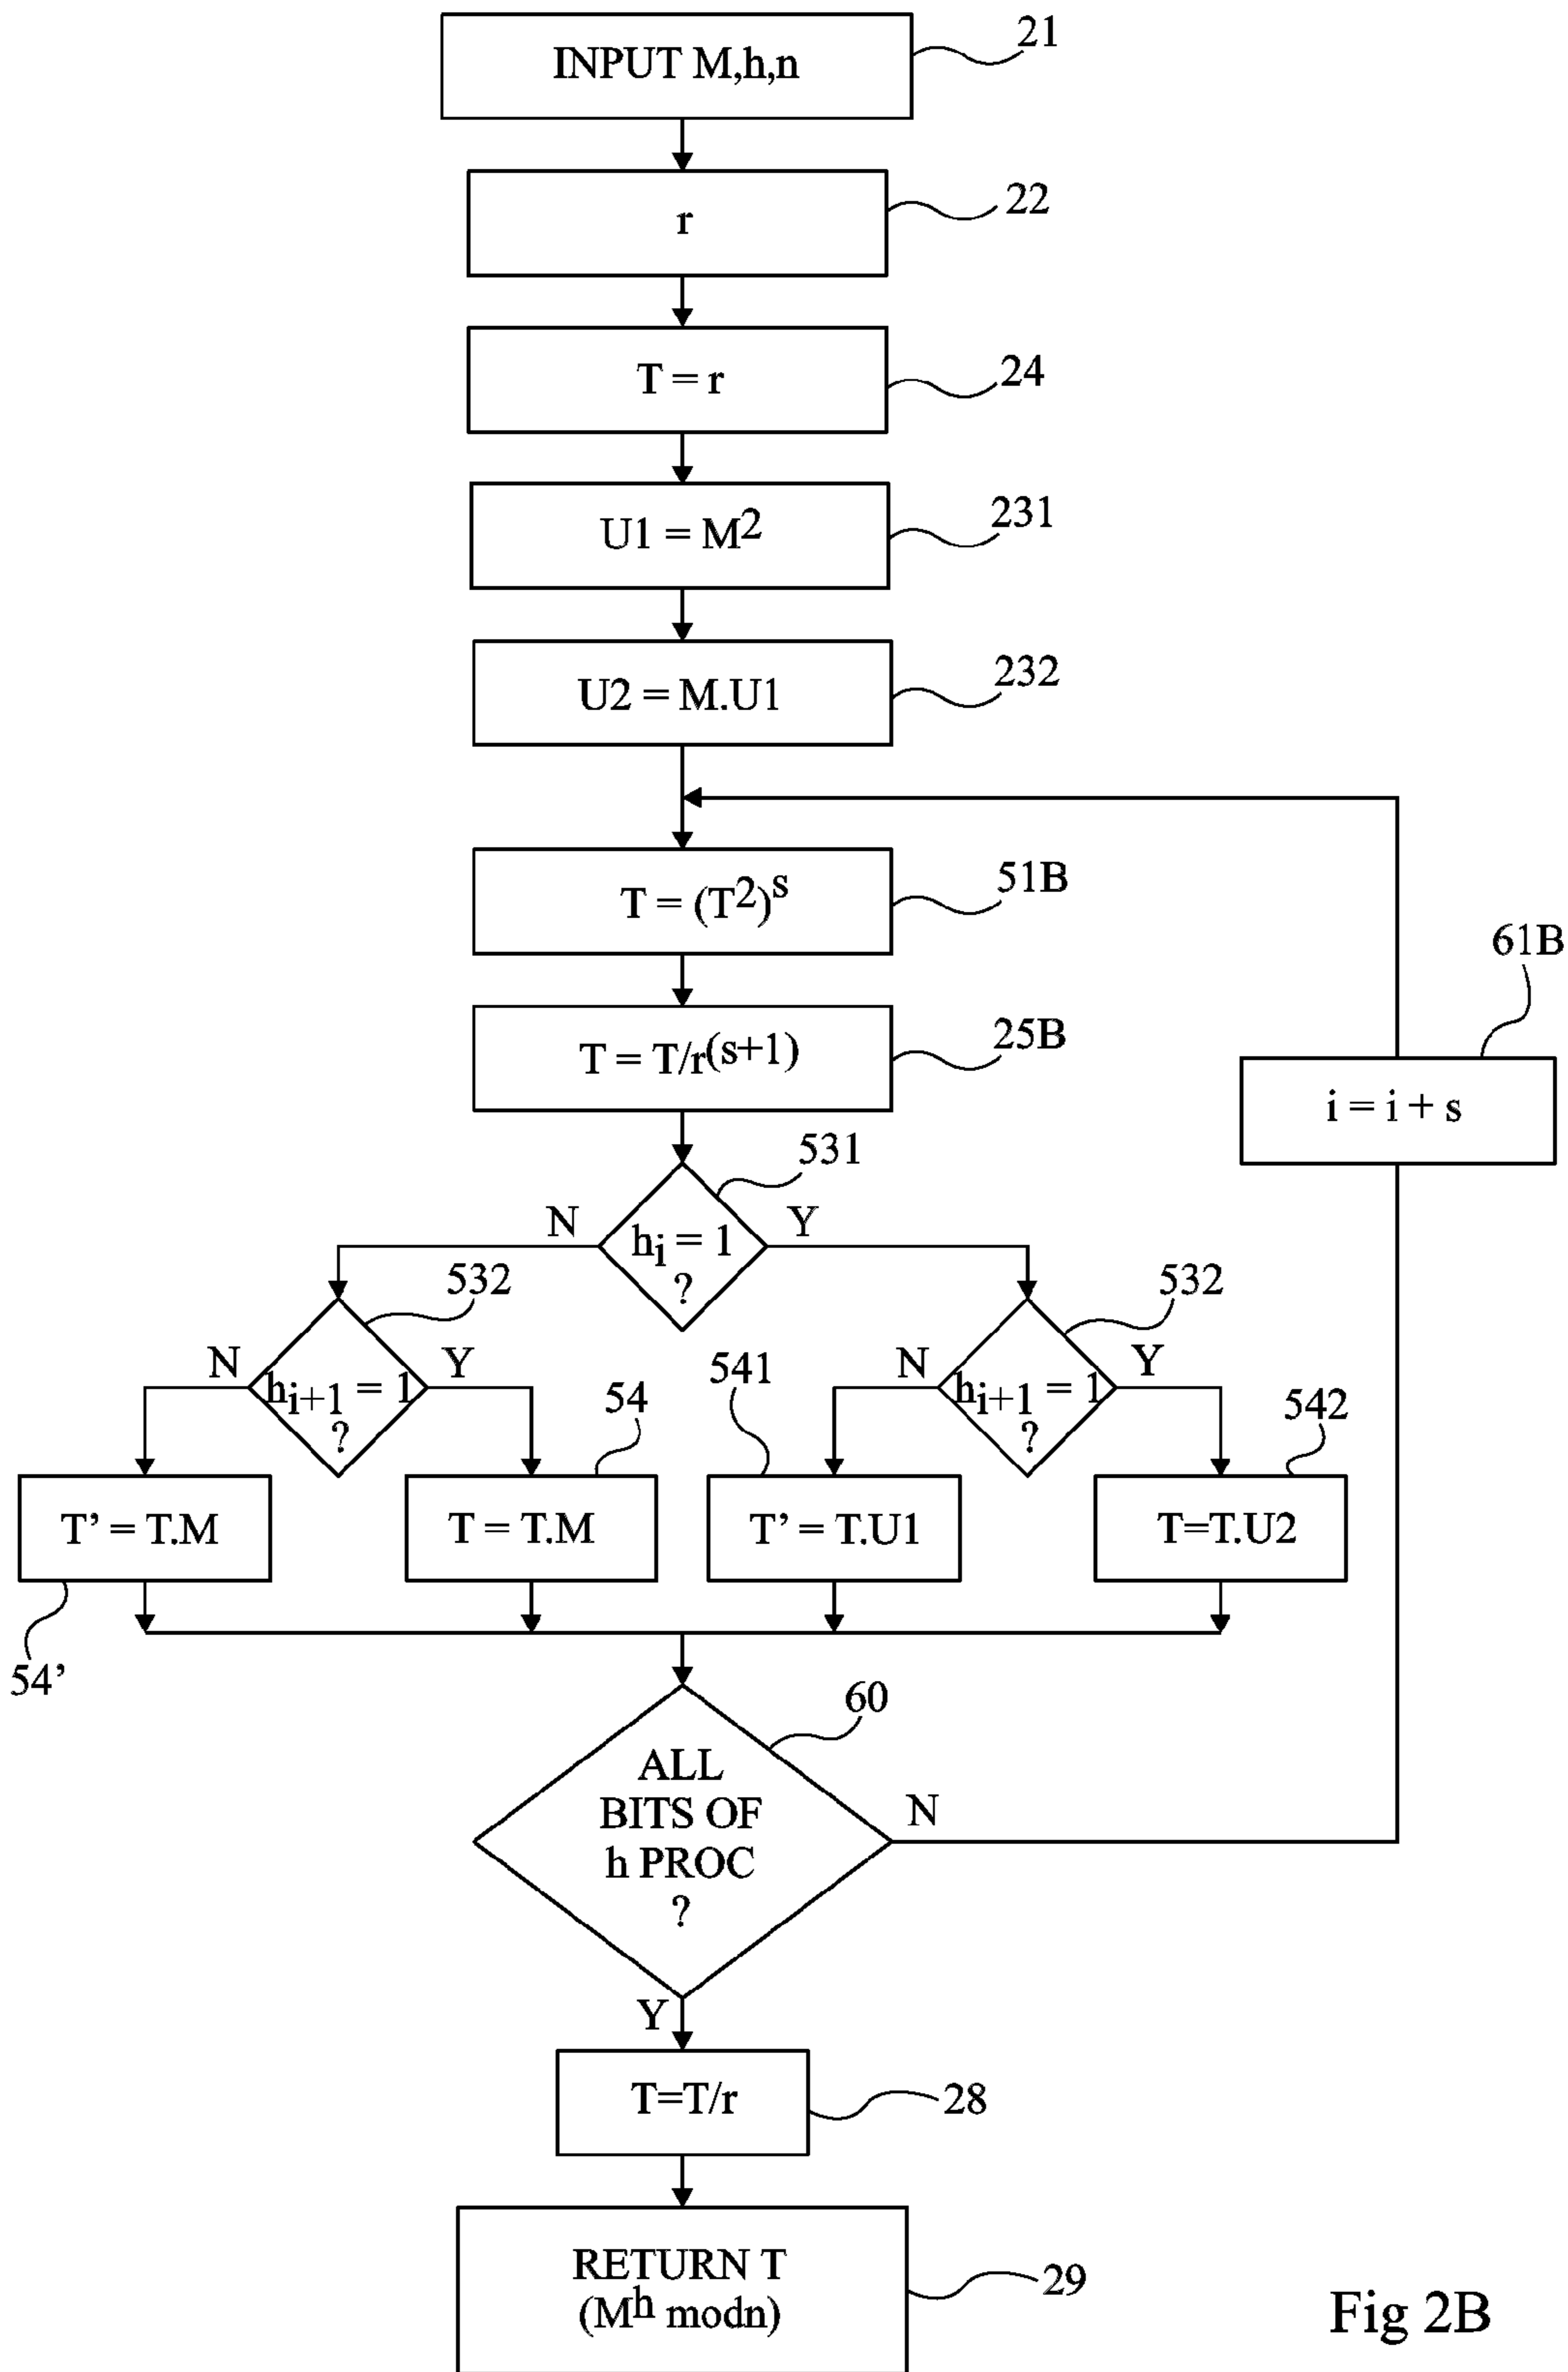 INPUT M,h,n
21
r
22
T = r
24
U1 = M²
231
U2 = M.U1
232
T = (T²)ˢ
51B
T = T/r(s+1)
25B
61B
i = i + s
531
N
hi = 1
?
Y
532
N
hi+1 = 1
?
Y
532
N
hi+1 = 1
?
Y
54
541
542
T’ = T.M
T = T.M
T’ = T.U1
T=T.U2
54’
60
ALL
BITS OF
h PROC
?
N
Y
T=T/r
28
RETURN T
(Mʰ modn)
29
Fig 2B